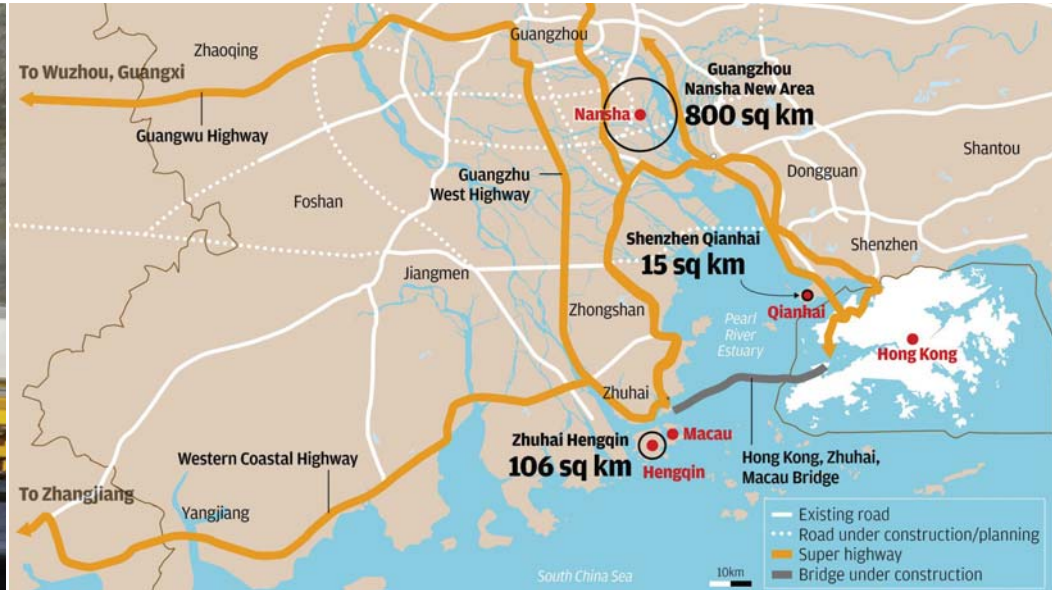 Zhaoqing
Guangzhou
To Wuzhou, Guangxi
Guangwu Highway
Guangzhou
Nansha New Area
800 sq km
Nansha
Shantou
Dongguan
Guangzhu
West Highway
Foshan
Shenzhen
Shenzhen Qianhai
15 sq km
Jiangmen
Qianhai
Zhongshan
Pearl
River
Estuary
Hong Kong
Zhuhai
Macau
Zhuhai Hengqin
106 sq km
Hengqin
Hong Kong, Zhuhai,
Macau Bridge
Western Coastal Highway
To Zhangjiang
Yangjiang
South China Sea
10km
Existing road
Road under construction/planning
Super highway
Bridge under construction